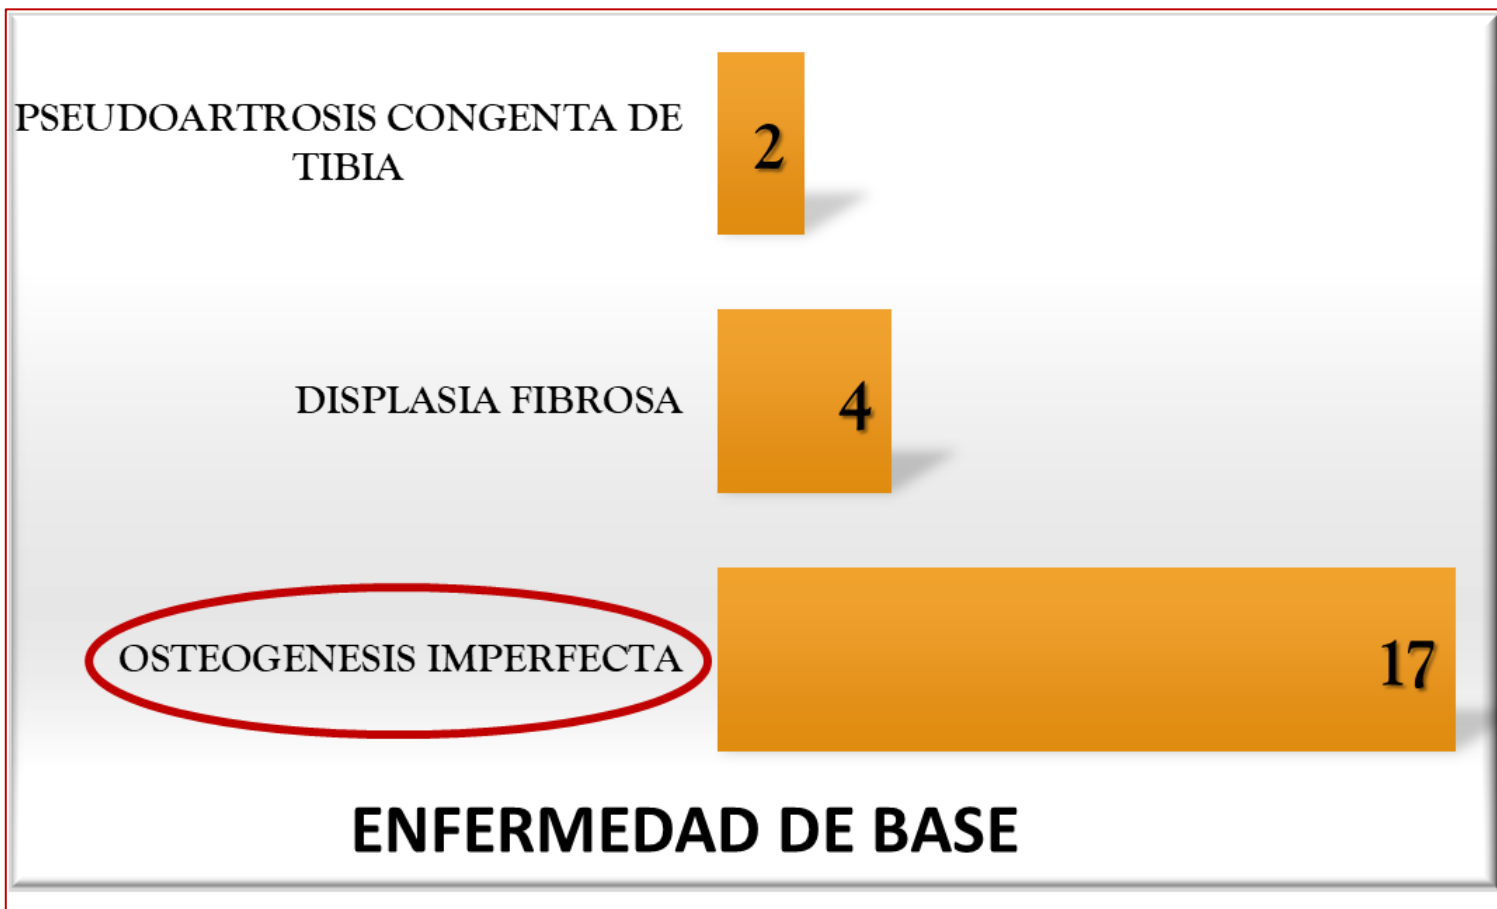 PSEUDOARTROSIS CONGENTA DE
TIBIA
2
DISPLASIA FIBROSA
4
OSTEOGENESIS IMPERFECTA
17
ENFERMEDAD DE BASE